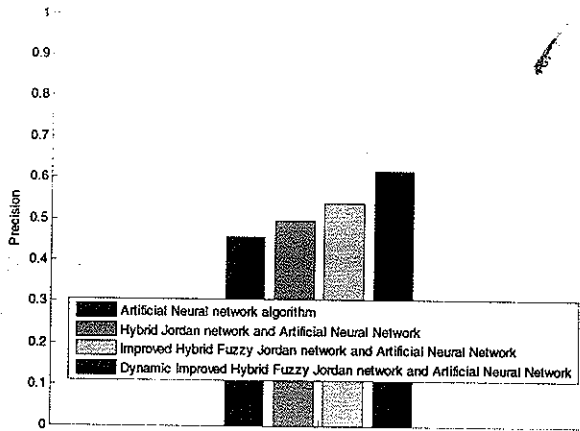 1
0.9
0.8
0.7
0.6
0.5
0.4
0.3
0.2
0.1
0
Precision
Artificial Neural network algorithm
Hybrid Jordan network and Artificial Neural Network
Improved Hybrid Fuzzy Jordan network and Artificial Neural Network
Dynamic Improved Hybrid Fuzzy Jordan network and Artificial Neural Network